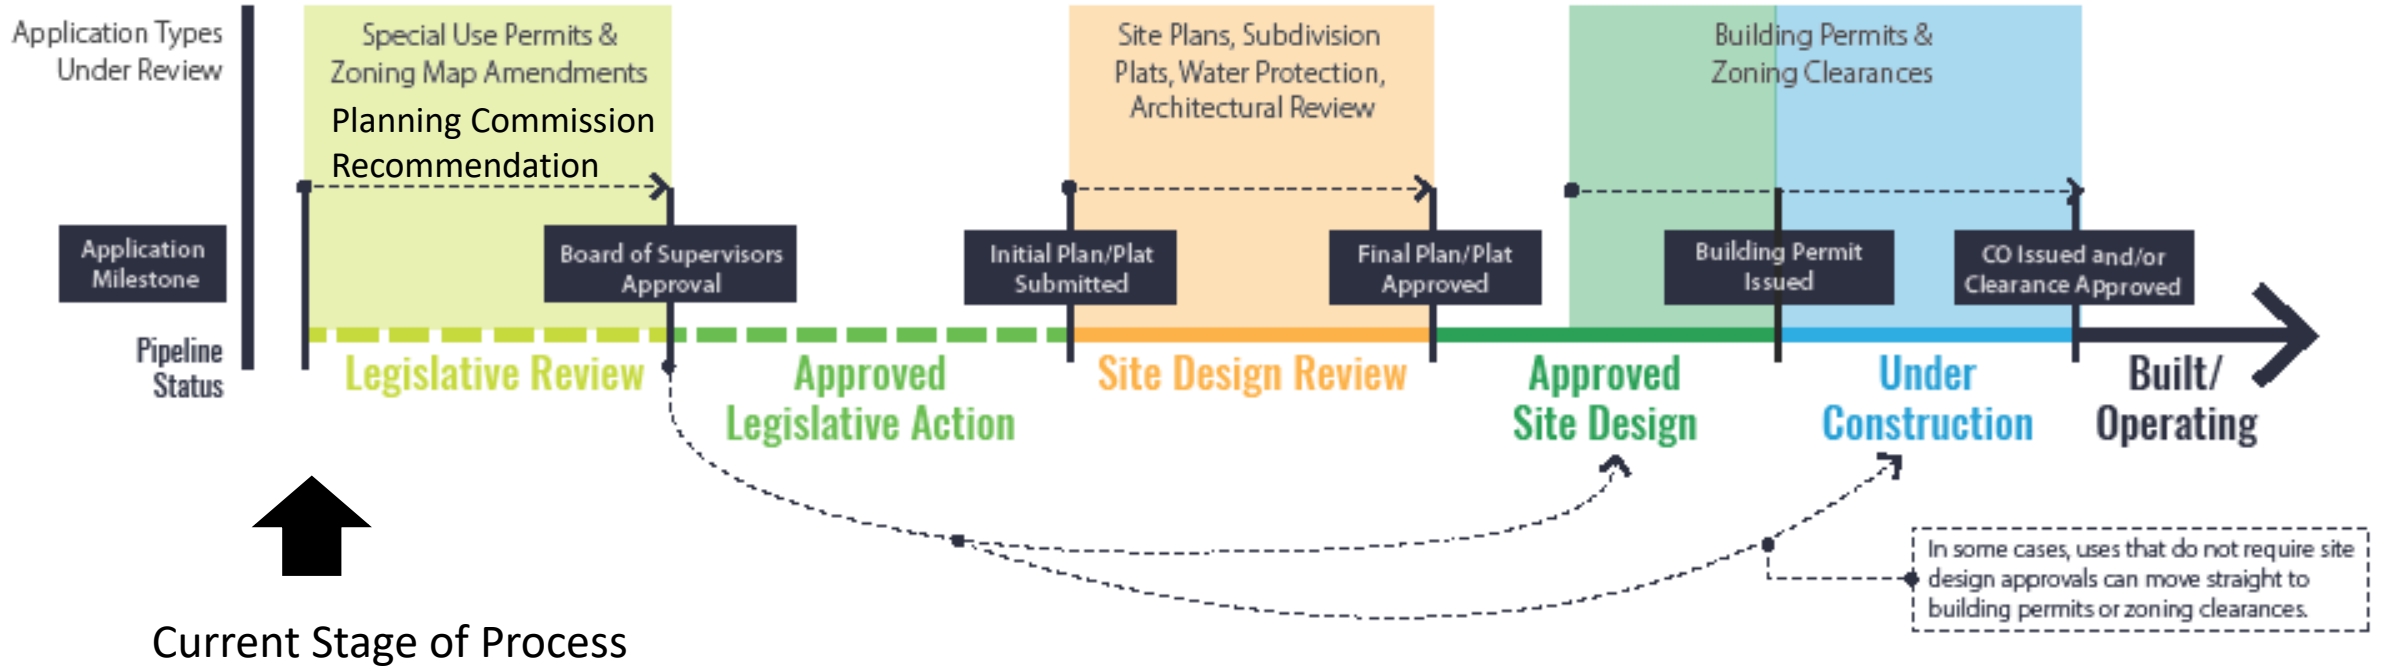 Application Types
Under Review
Special Use Permits &
Zoning Map Amendments
Planning Commission
Recommendation
Site Plans, Subdivision
Plats, Water Protection,
Architectural Review
Building Permits &
Zoning Clearances
Application
Milestone
Board of Supervisors
Approval
Initial Plan/Plat
Submitted
Final Plan/Plat
Approved
Building Permit
Issued
CO Issued and/or
Clearance Approved
Pipeline
Status
Legislative Review
Approved
Legislative Action
Site Design Review
Approved
Site Design
Under
Construction
Built/
Operating
In some cases, uses that do not require site
design approvals can move straight to
building permits or zoning clearances.
Current Stage of Process